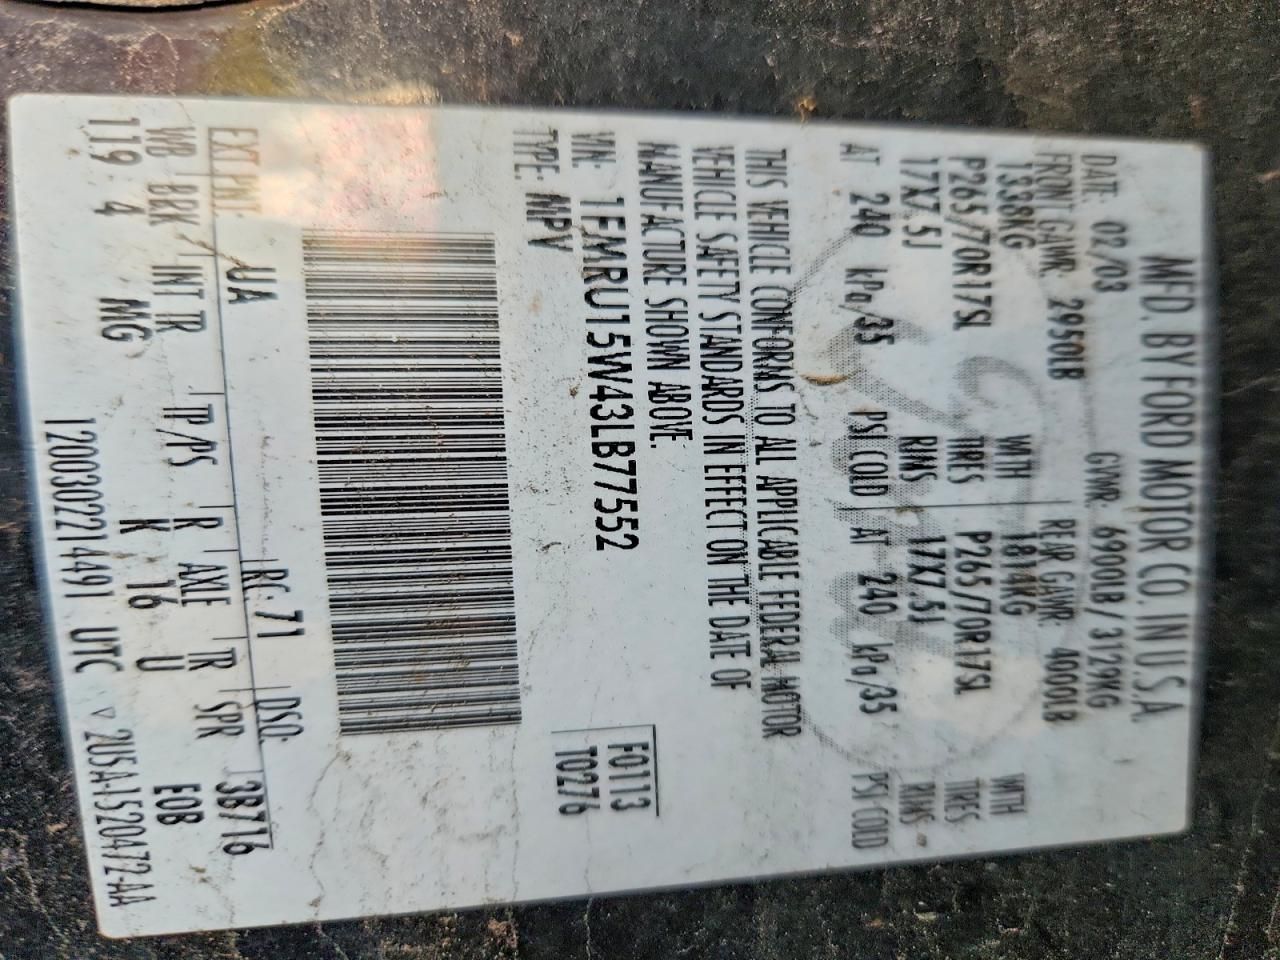 MFD. BY FORD MOTOR CO. IN U.S.A.
DATE: 02/03 GVWR: 6900LB/ 3129KG
FRONT GAWR: 2950LB REAR GAWR: 4000LB
1338KG WITH 1814KG WITH
P265/70R17SL TIRES P265/70R17SL TIRES
17X7.5J RIMS 17X7.5J RIMS
AT 240 kPa/35 PSI COLD AT 240 kPa/35 PSI COLD
THIS VEHICLE CONFORMS TO ALL APPLICABLE FEDERAL MOTOR
VEHICLE SAFETY STANDARDS IN EFFECT ON THE DATE OF
MANUFACTURE SHOWN ABOVE.
VIN: 1FMRU15W43LB77552 F0113
TYPE: MPV T0276
EXT PNT: UA RC: 71 DSO: 3B716
WB BRK INT TR TP/PS R AXLE TR SPR EOB
119 4 MG K 16 U
1200302214491 UTC ▽ 2U5A-1520472-AA